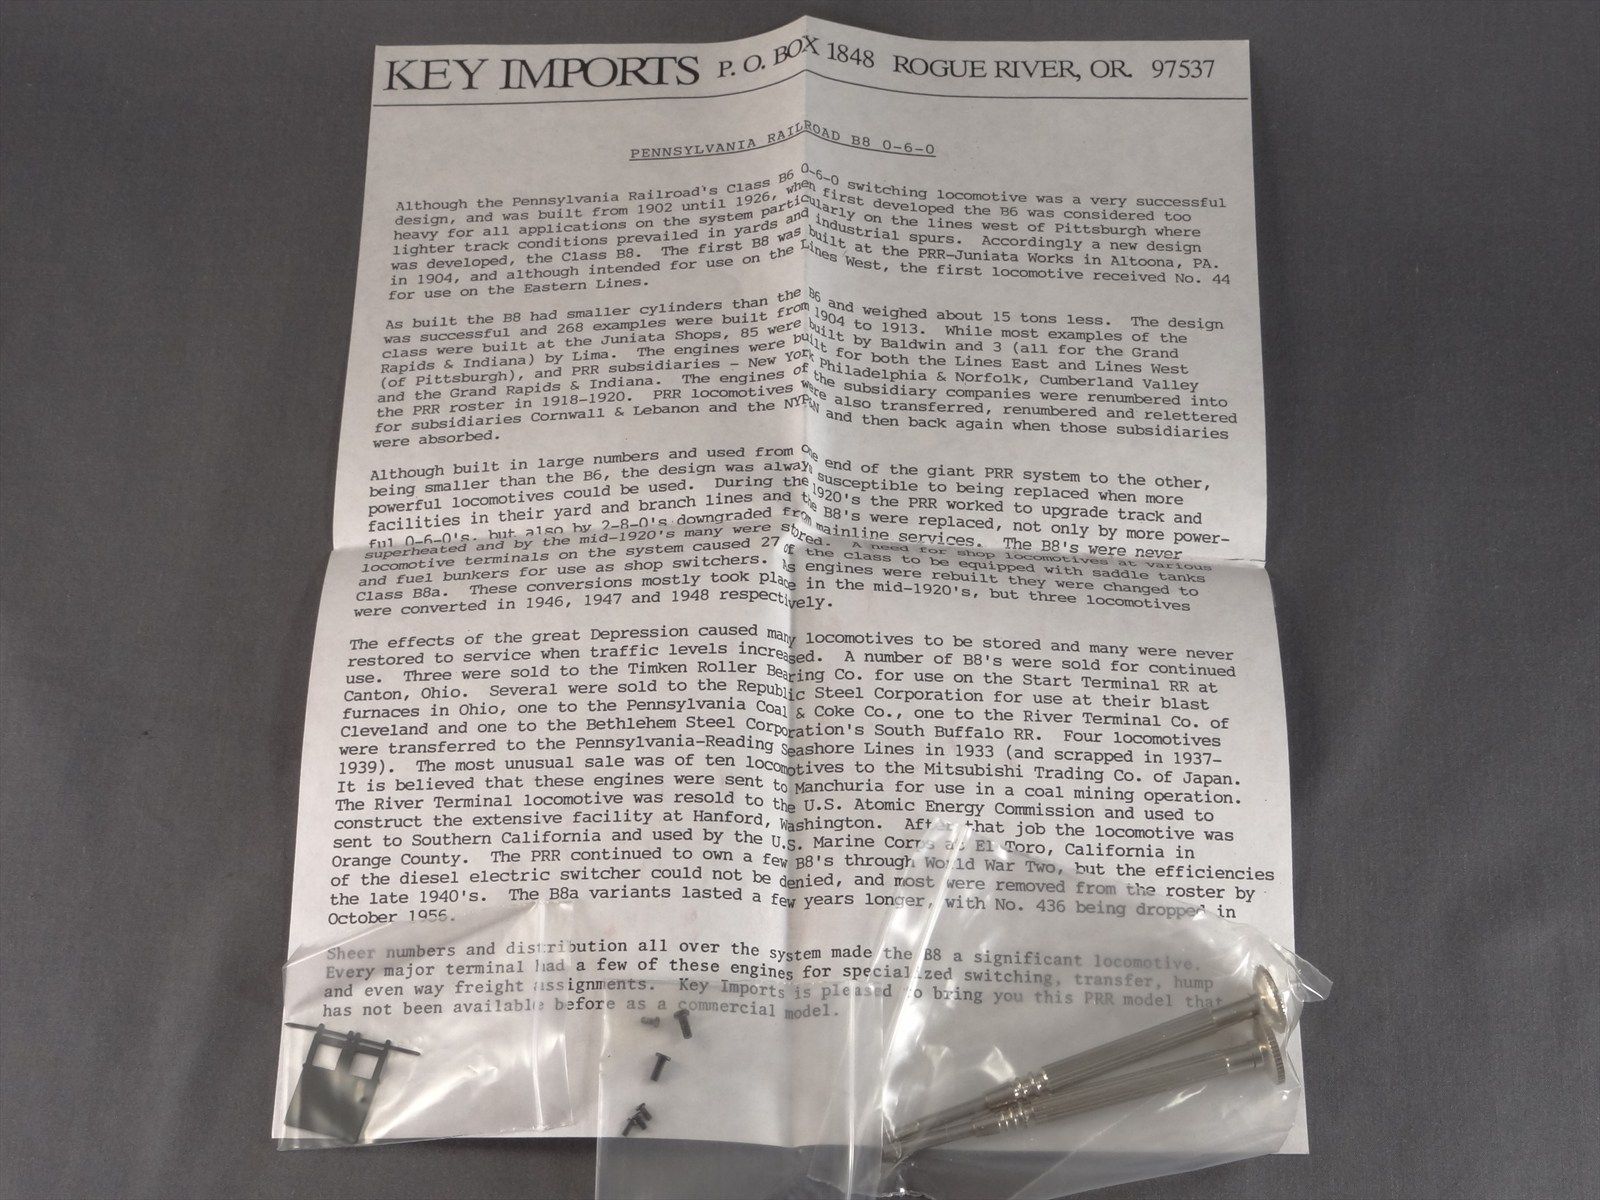 KEY IMPORTS P. O. BOX 1848 ROGUE RIVER, OR. 97537
PENNSYLVANIA RAILROAD B8 0-6-0
Although the Pennsylvania Railroad's Class B6 0-6-0 switching locomotive was a very successful
design, and was built from 1902 until 1926, when first developed the B6 was considered too
heavy for all applications on the system particularly on the lines west of Pittsburgh where
lighter track conditions prevailed in yards and industrial spurs. Accordingly a new design
was developed, the Class B8. The first B8 was built at the PRR-Juniata Works in Altoona, PA.
in 1904, and although intended for use on the Lines West, the first locomotive received No. 44
for use on the Eastern Lines.
As built the B8 had smaller cylinders than the B6 and weighed about 15 tons less. The design
was successful and 268 examples were built from 1904 to 1913. While most examples of the
class were built at the Juniata Shops, 85 were built by Baldwin and 3 (all for the Grand
Rapids & Indiana) by Lima. The engines were built for both the Lines East and Lines West
(of Pittsburgh), and PRR subsidiaries - New York Philadelphia & Norfolk, Cumberland Valley
and the Grand Rapids & Indiana. The engines of the subsidiary companies were renumbered into
the PRR roster in 1918-1920. PRR locomotives were also transferred, renumbered and relettered
for subsidiaries Cornwall & Lebanon and the NYP&N and then back again when those subsidiaries
were absorbed.
Although built in large numbers and used from one end of the giant PRR system to the other,
being smaller than the B6, the design was always susceptible to being replaced when more
powerful locomotives could be used. During the 1920's the PRR worked to upgrade track and
facilities in their yard and branch lines and the B8's were replaced, not only by more power-
ful 0-6-0's, but also by 2-8-0's downgraded from mainline services. The B8's were never
superheated and by the mid-1920's many were stored. A need for shop locomotives at various
locomotive terminals on the system caused 27 of the class to be equipped with saddle tanks
and fuel bunkers for use as shop switchers. As engines were rebuilt they were changed to
Class B8a. These conversions mostly took place in the mid-1920's, but three locomotives
were converted in 1946, 1947 and 1948 respectively.
The effects of the great Depression caused many locomotives to be stored and many were never
restored to service when traffic levels increased. A number of B8's were sold for continued
use. Three were sold to the Timken Roller Bearing Co. for use on the Start Terminal RR at
Canton, Ohio. Several were sold to the Republic Steel Corporation for use at their blast
furnaces in Ohio, one to the Pennsylvania Coal & Coke Co., one to the River Terminal Co. of
Cleveland and one to the Bethlehem Steel Corporation's South Buffalo RR. Four locomotives
were transferred to the Pennsylvania-Reading Seashore Lines in 1933 (and scrapped in 1937-
1939). The most unusual sale was of ten locomotives to the Mitsubishi Trading Co. of Japan.
It is believed that these engines were sent to Manchuria for use in a coal mining operation.
The River Terminal locomotive was resold to the U.S. Atomic Energy Commission and used to
construct the extensive facility at Hanford, Washington. After that job the locomotive was
sent to Southern California and used by the U.S. Marine Corps at El Toro, California in
Orange County. The PRR continued to own a few B8's through World War Two, but the efficiencies
of the diesel electric switcher could not be denied, and most were removed from the roster by
the late 1940's. The B8a variants lasted a few years longer, with No. 436 being dropped in
October 1956.
Sheer numbers and distribution all over the system made the B8 a significant locomotive.
Every major terminal had a few of these engines for specialized switching, transfer, hump
and even way freight assignments. Key Imports is pleased to bring you this PRR model that
has not been available before as a commercial model.